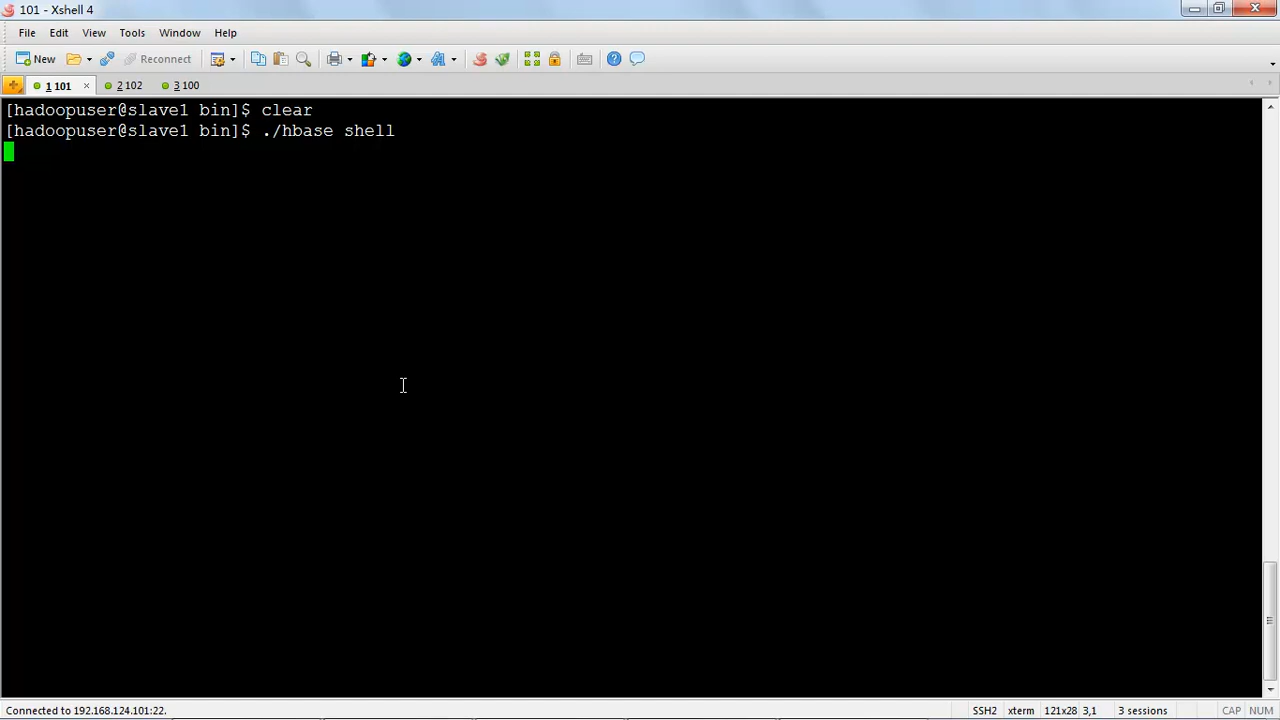 101 - Xshell 4
File Edit View Tools Window Help
New Reconnect
1 101 2 102 3 100
[hadoopuser@slave1 bin]$ clear
[hadoopuser@slave1 bin]$ ./hbase shell
Connected to 192.168.124.101:22. SSH2 xterm 121x28 3,1 3 sessions CAP NUM